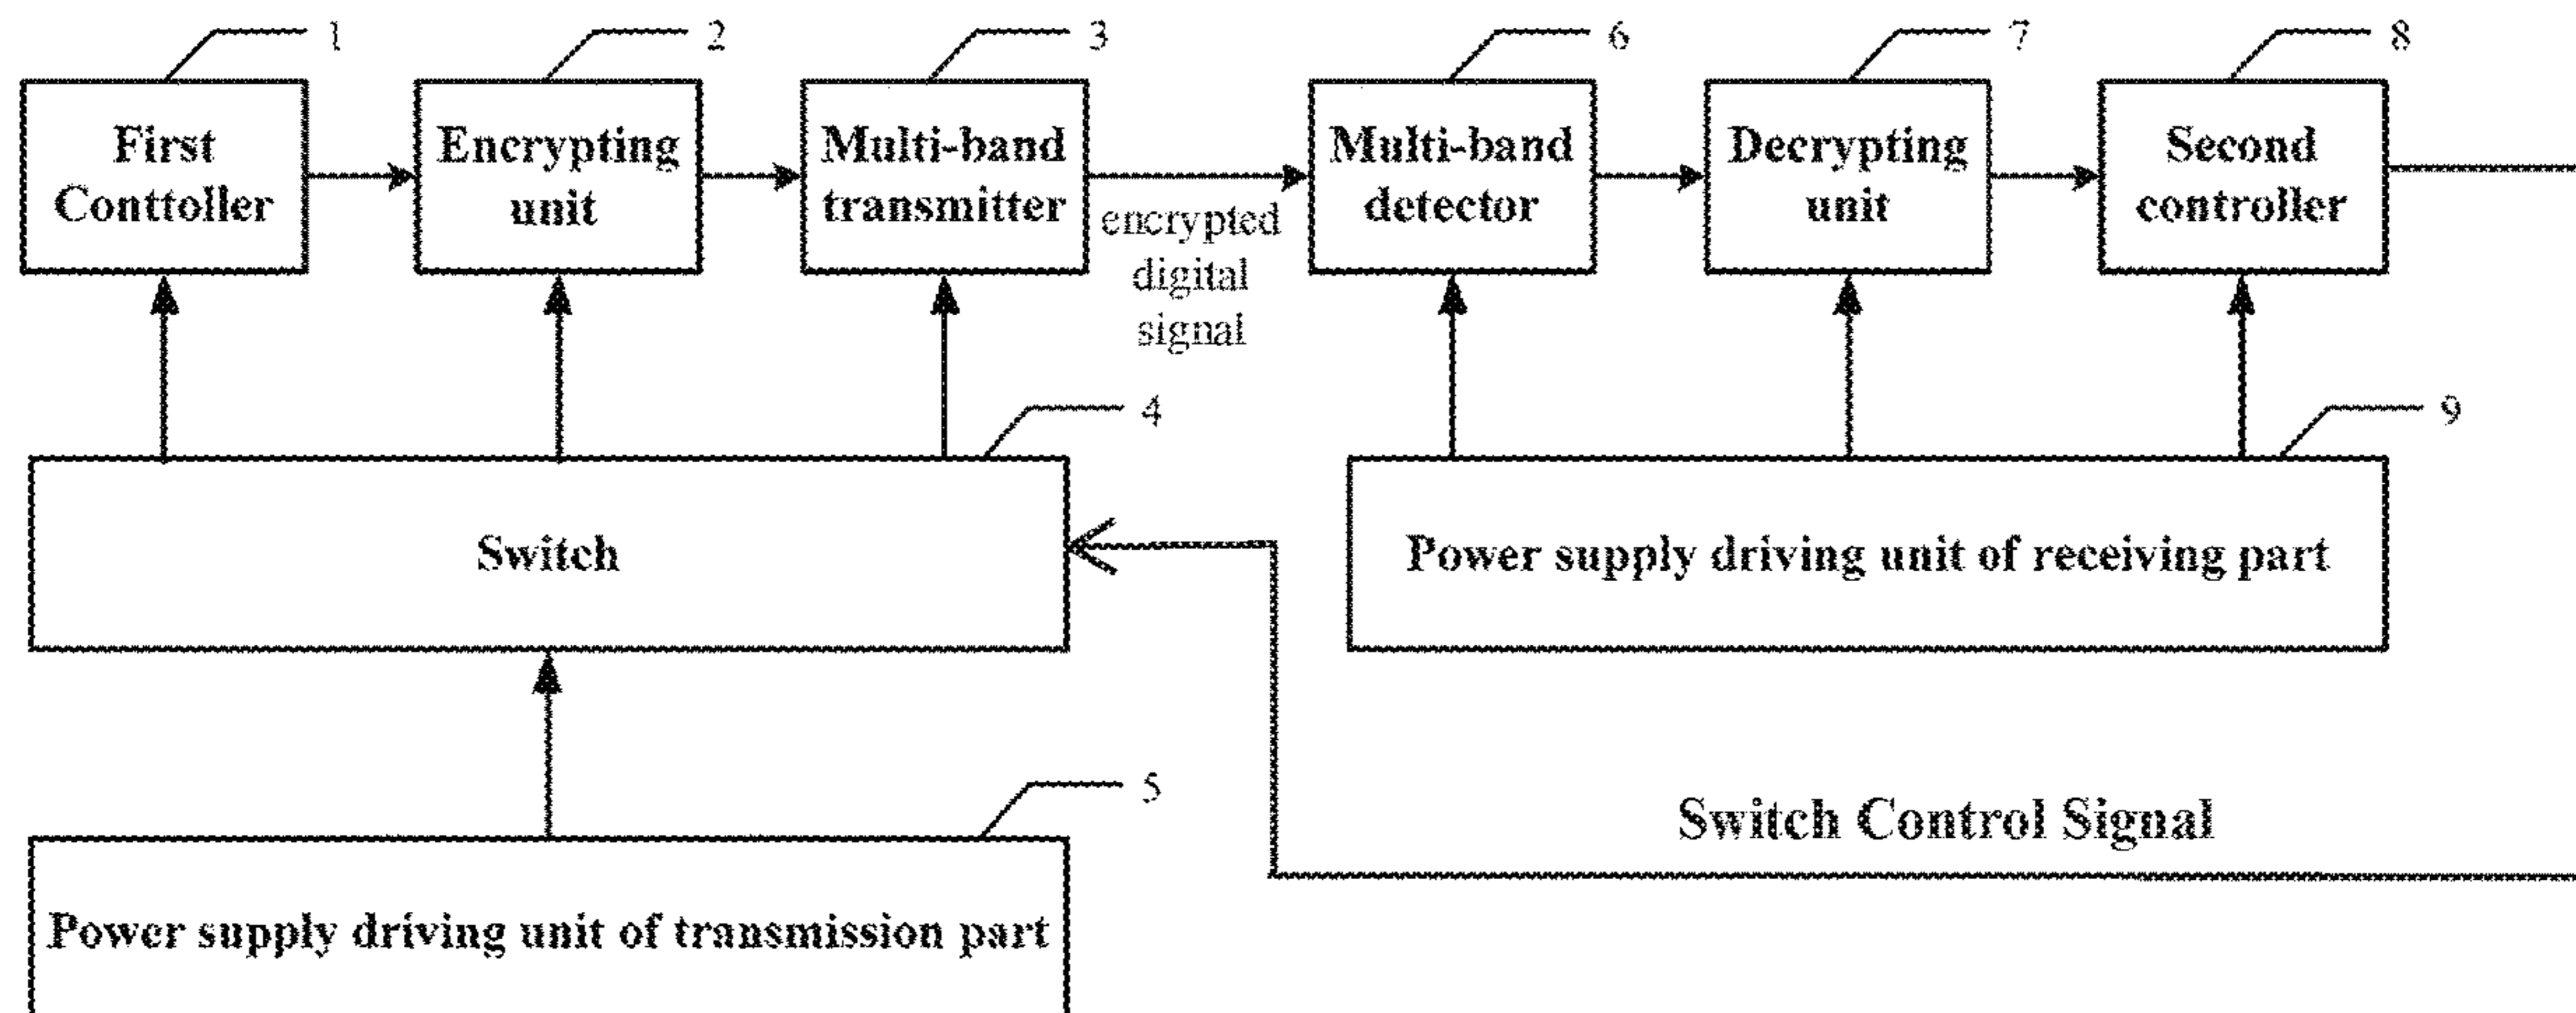 1
2
3
6
7
8
First
Conttoller
Encrypting
unit
Multi-band
transmitter
encrypted
digital
signal
Multi-band
detector
Decrypting
unit
Second
controller
4
9
Switch
Power supply driving unit of receiving part
5
Switch Control Signal
Power supply driving unit of transmission part